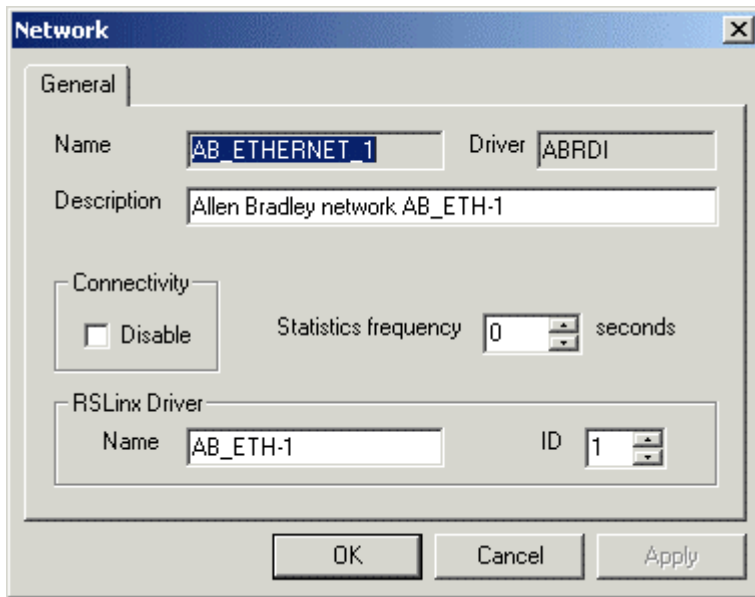 Network
General
Name AB_ETHERNET_1 Driver ABRDI
Description Allen Bradley network AB_ETH-1
Connectivity
Disable Statistics frequency 0 seconds
RSLinx Driver
Name AB_ETH-1 ID 1
OK Cancel Apply